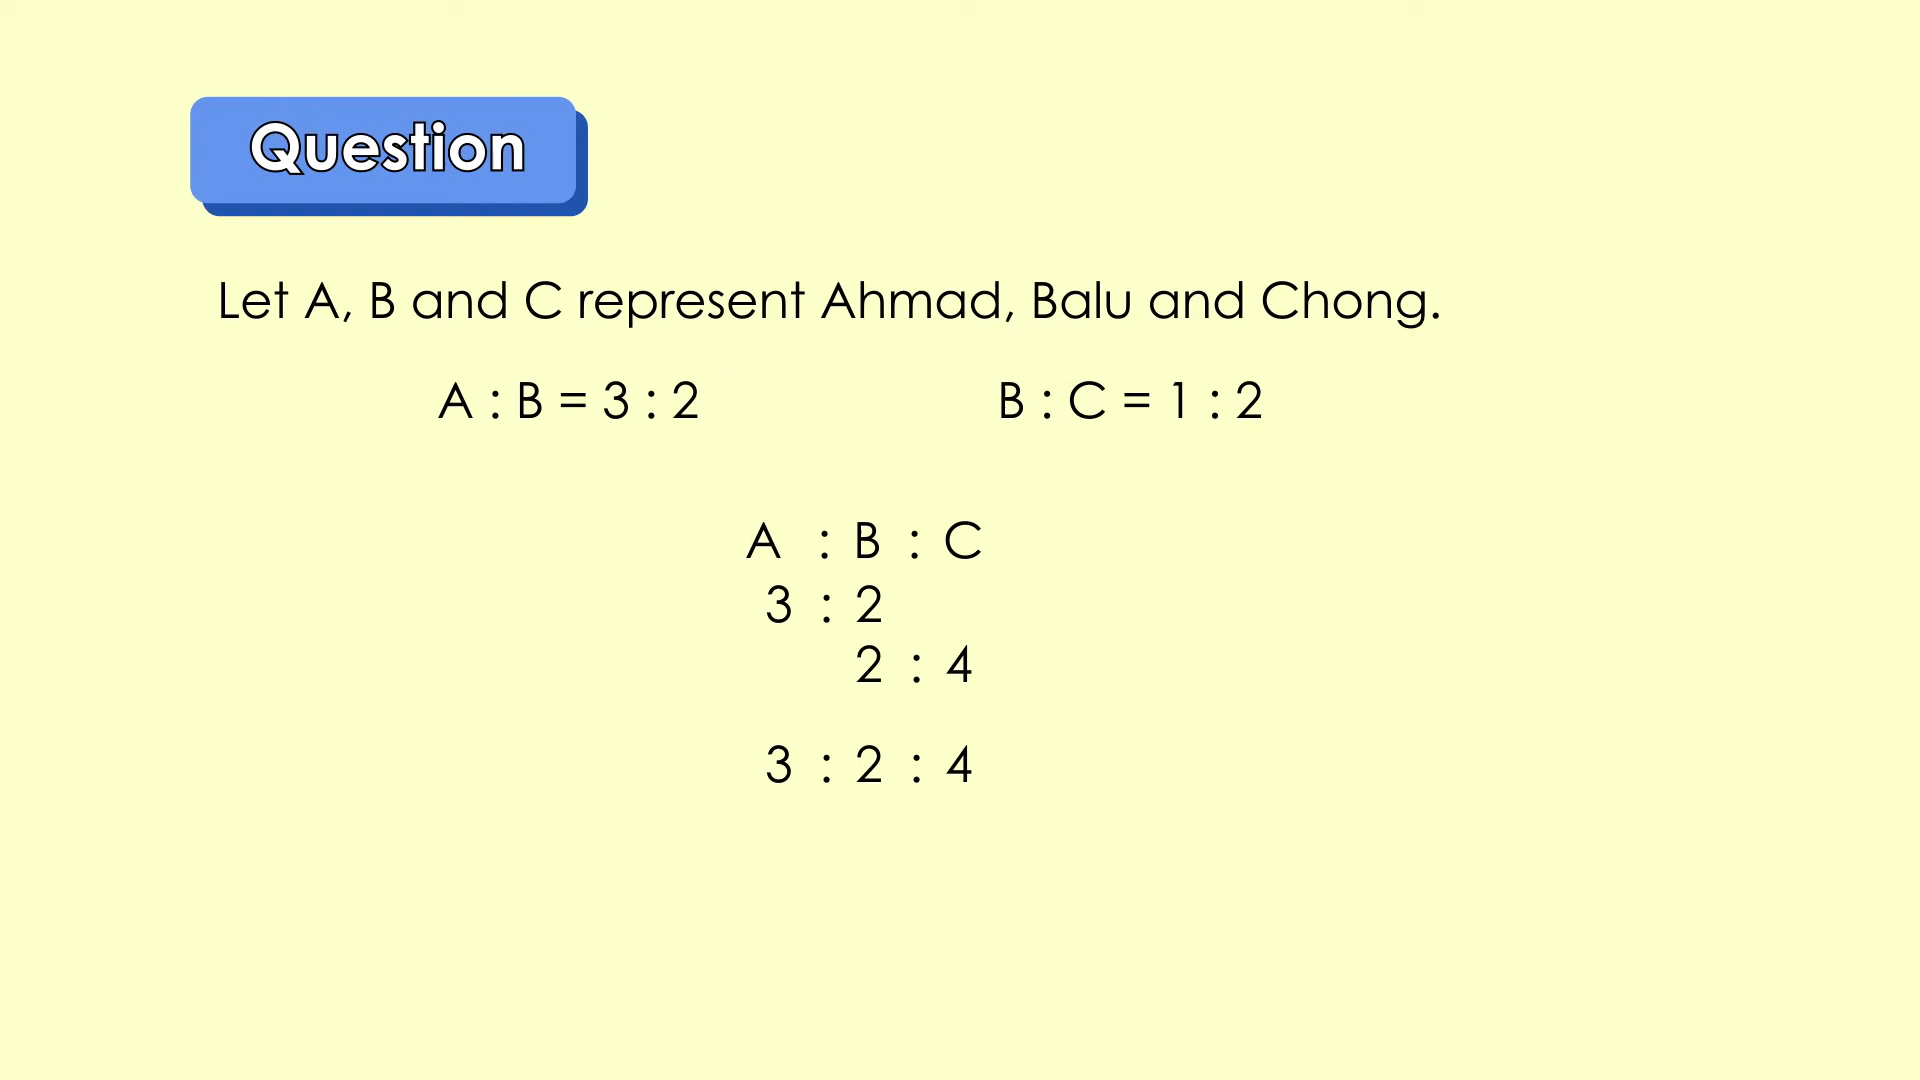 Question
Let A, B and C represent Ahmad, Balu and Chong.
A : B = 3 : 2 B : C = 1 : 2
A : B : C
3 : 2
2 : 4
3 : 2 : 4